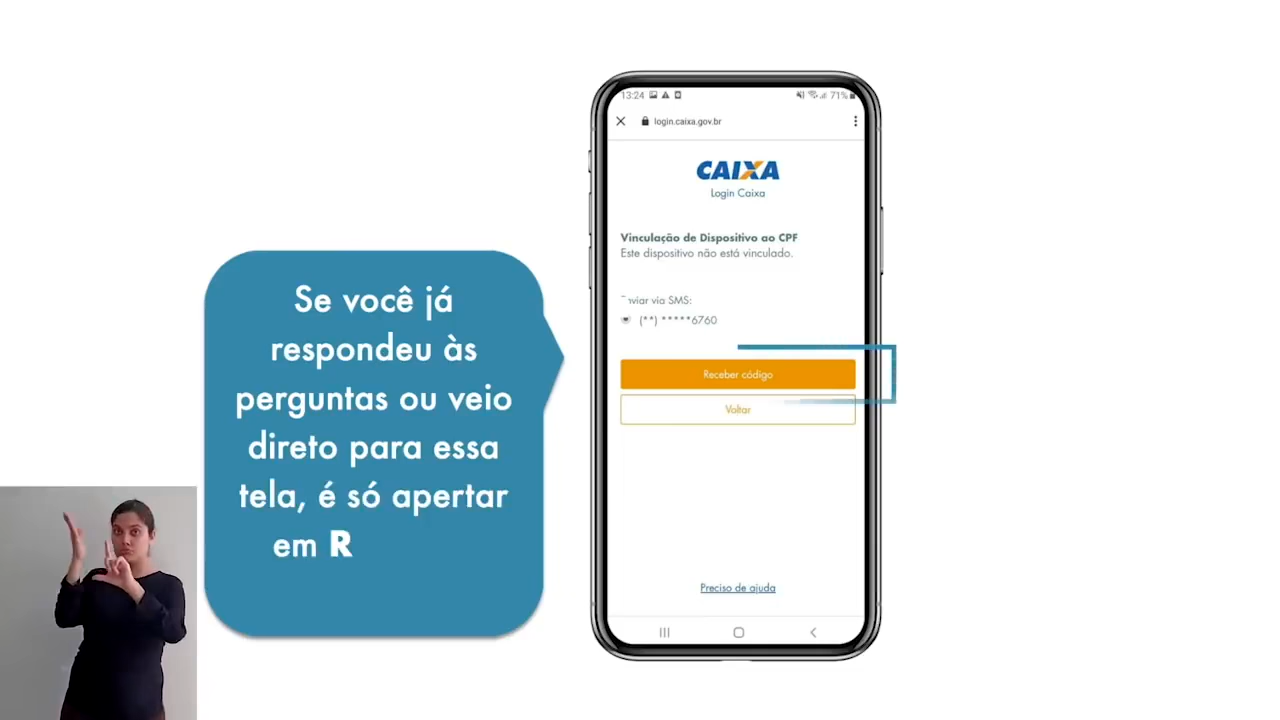 13:24
71%
login.caixa.gov.br
CAIXA
Login Caixa
Vinculação de Dispositivo ao CPF
Este dispositivo não está vinculado.
Enviar via SMS:
(**) *****6760
Receber código
Voltar
Preciso de ajuda
Se você já
respondeu às
perguntas ou veio
direto para essa
tela, é só apertar
em R